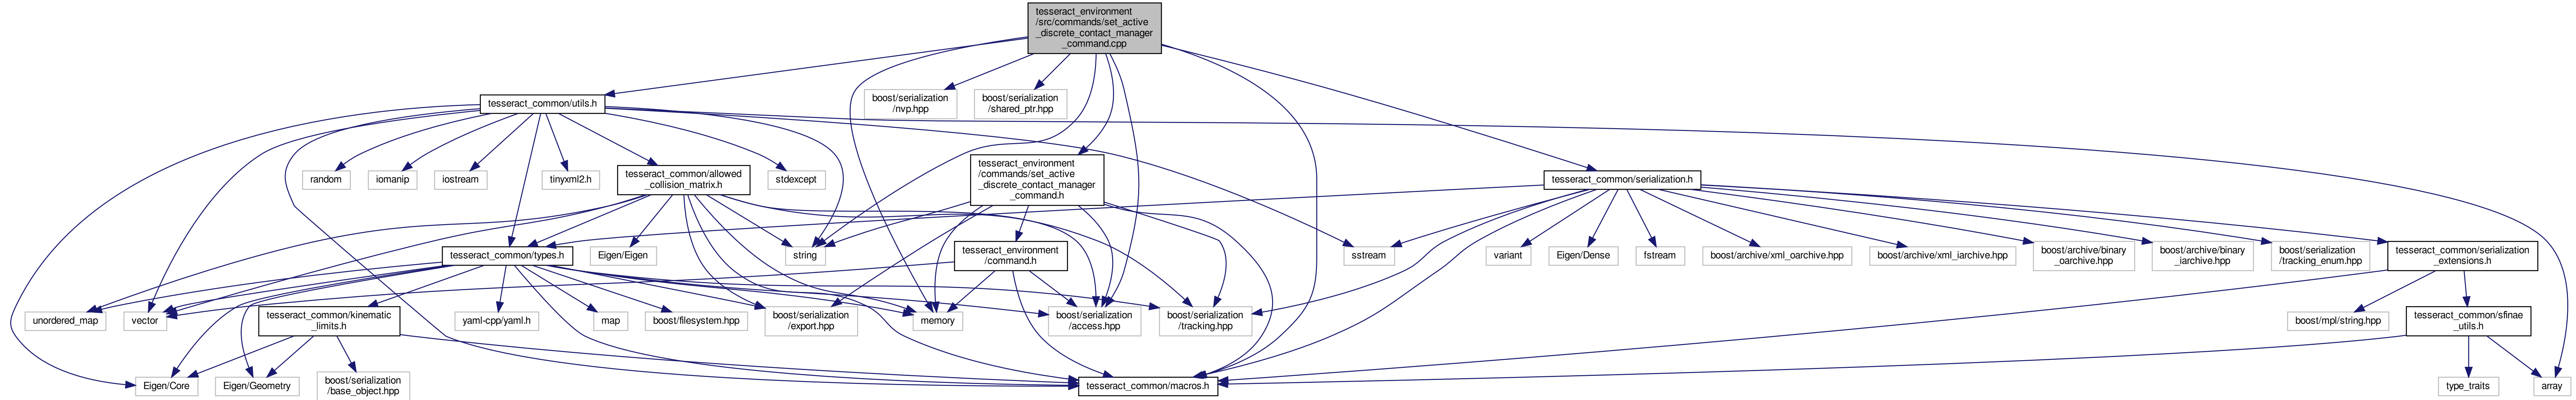 tesseract_environment
/src/commands/set_active
_discrete_contact_manager
_command.cpp
tesseract_common/utils.h
boost/serialization
/nvp.hpp
boost/serialization
/shared_ptr.hpp
random
iomanip
iostream
tinyxml2.h
tesseract_common/allowed
_collision_matrix.h
stdexcept
tesseract_environment
/commands/set_active
_discrete_contact_manager
_command.h
tesseract_common/serialization.h
tesseract_common/types.h
Eigen/Eigen
string
tesseract_environment
/command.h
sstream
variant
Eigen/Dense
fstream
boost/archive/xml_oarchive.hpp
boost/archive/xml_iarchive.hpp
boost/archive/binary
_oarchive.hpp
boost/archive/binary
_iarchive.hpp
boost/serialization
/tracking_enum.hpp
tesseract_common/serialization
_extensions.h
unordered_map
vector
tesseract_common/kinematic
_limits.h
yaml-cpp/yaml.h
map
boost/filesystem.hpp
boost/serialization
/export.hpp
memory
boost/serialization
/access.hpp
boost/serialization
/tracking.hpp
boost/mpl/string.hpp
tesseract_common/sfinae
_utils.h
Eigen/Core
Eigen/Geometry
boost/serialization
/base_object.hpp
tesseract_common/macros.h
type_traits
array